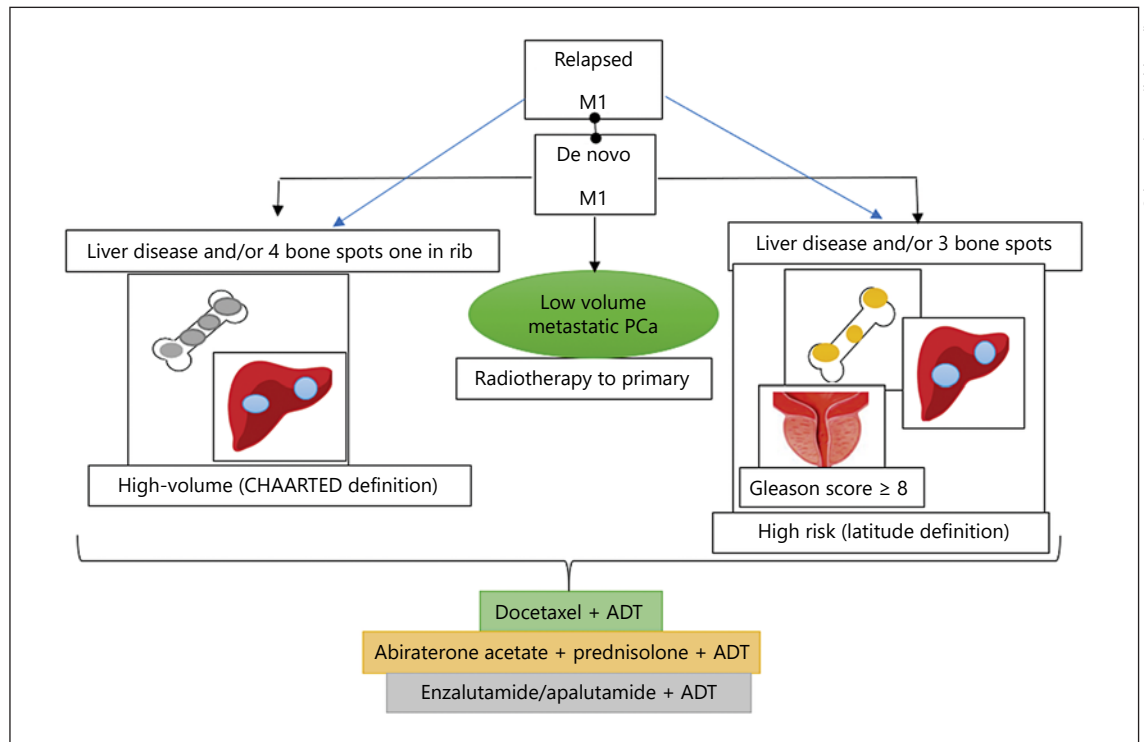 Relapsed
M1
De novo
M1
Liver disease and/or 4 bone spots one in rib
Liver disease and/or 3 bone spots
Low volume
metastatic PCa
Radiotherapy to primary
High-volume (CHAARTED definition)
Gleason score ≥ 8
High risk (latitude definition)
Docetaxel + ADT
Abiraterone acetate + prednisolone + ADT
Enzalutamide/apalutamide + ADT